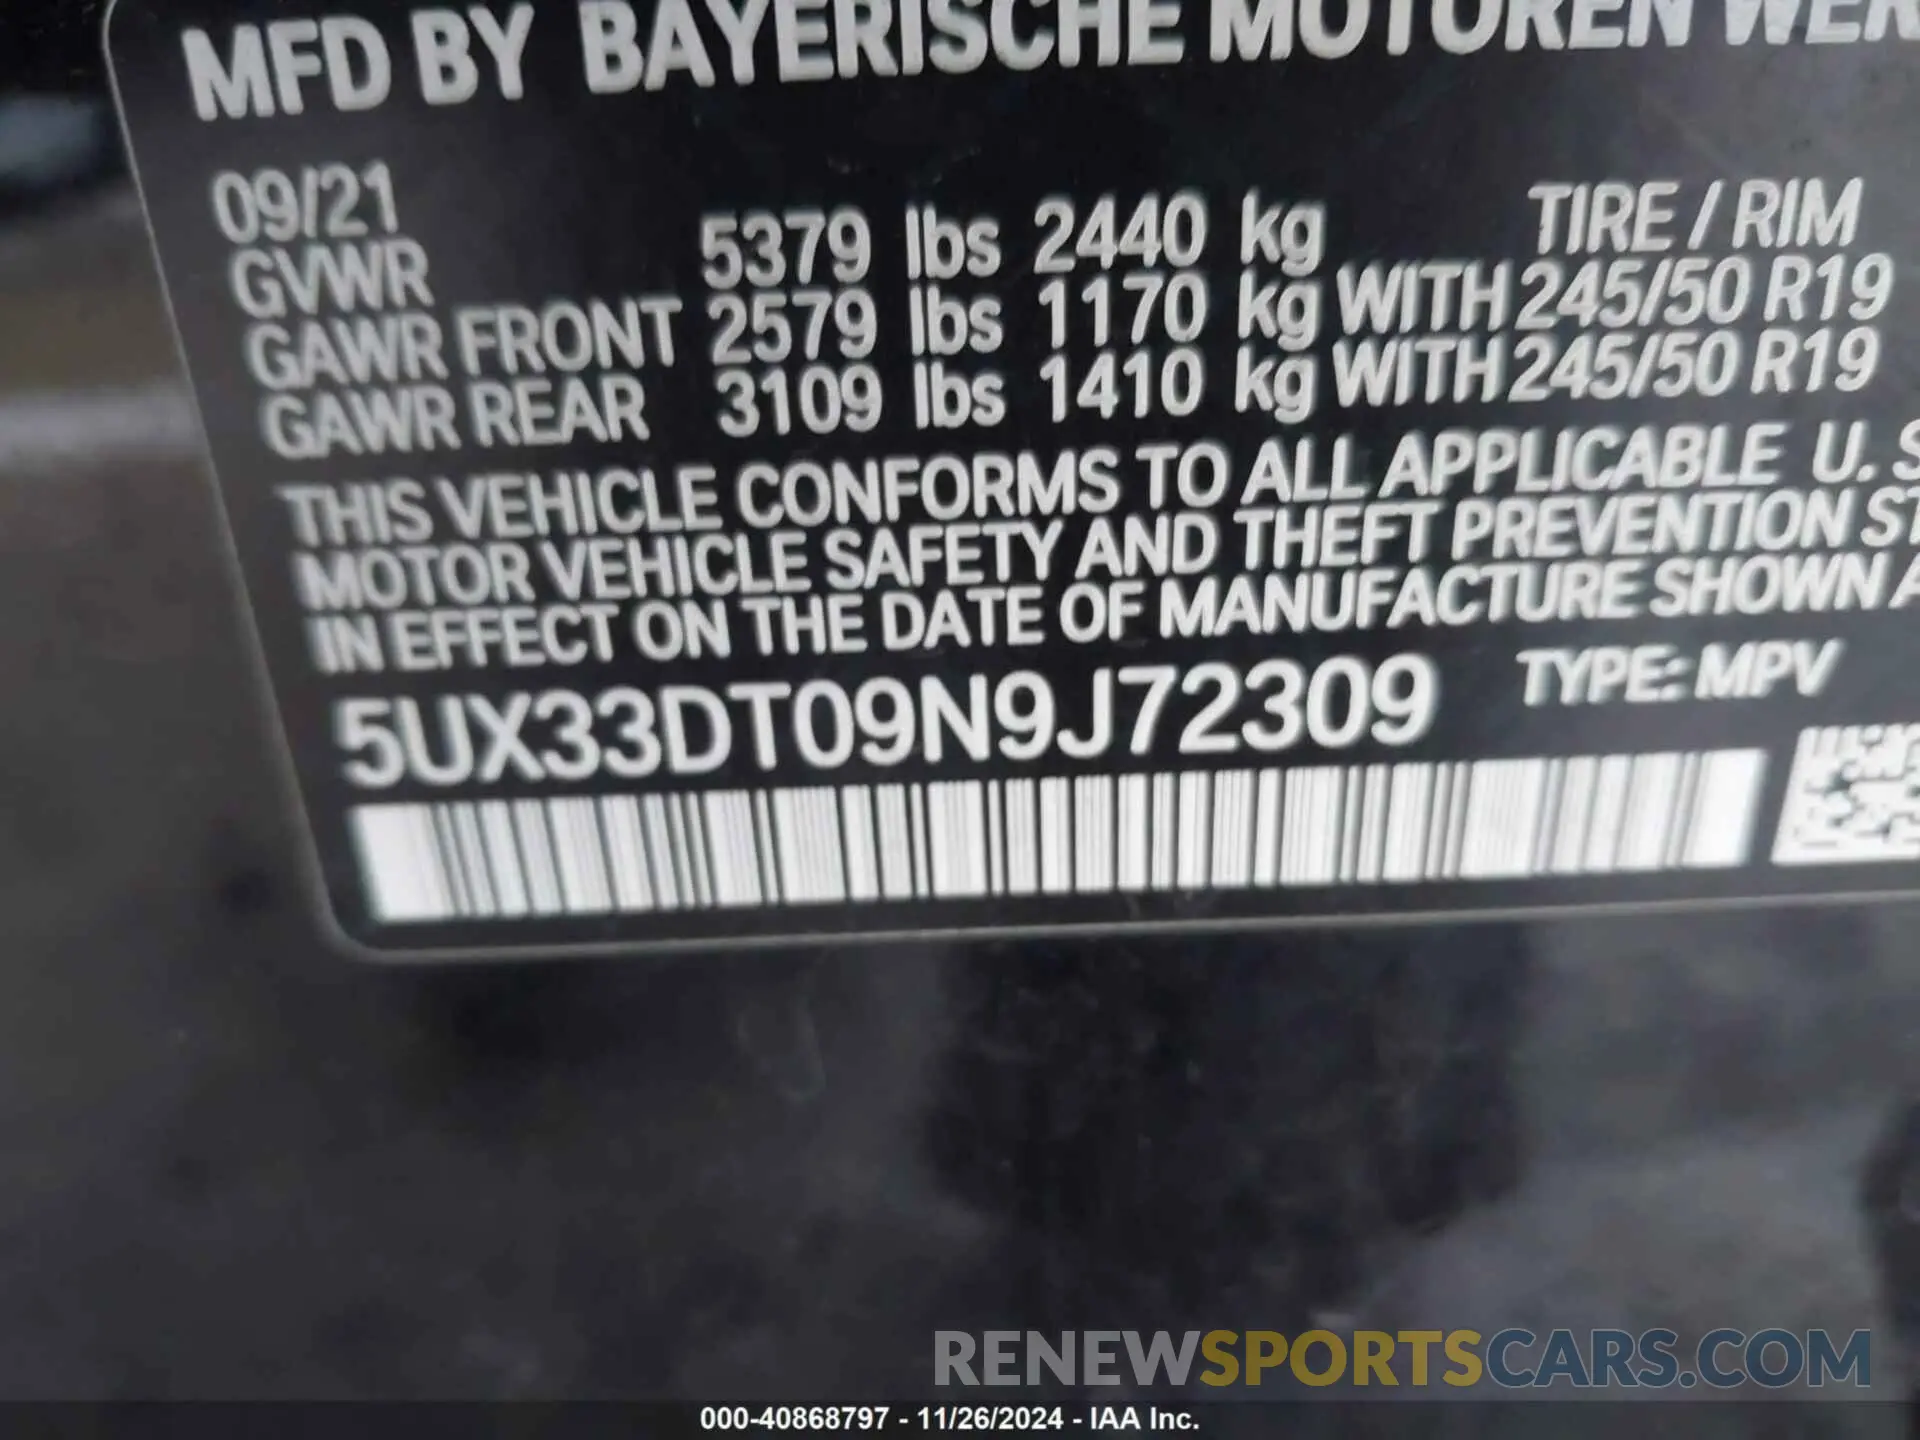 MFD BY BAYERISCHE MOTOREN WER
09/21
GVWR 5379 lbs 2440 kg TIRE / RIM
GAWR FRONT 2579 lbs 1170 kg WITH 245/50 R19
GAWR REAR 3109 lbs 1410 kg WITH 245/50 R19
THIS VEHICLE CONFORMS TO ALL APPLICABLE U. S
MOTOR VEHICLE SAFETY AND THEFT PREVENTION ST
IN EFFECT ON THE DATE OF MANUFACTURE SHOWN A
5UX33DT09N9J72309 TYPE: MPV
RENEWSPORTSCARS.COM
000-40868797 - 11/26/2024 - IAA Inc.